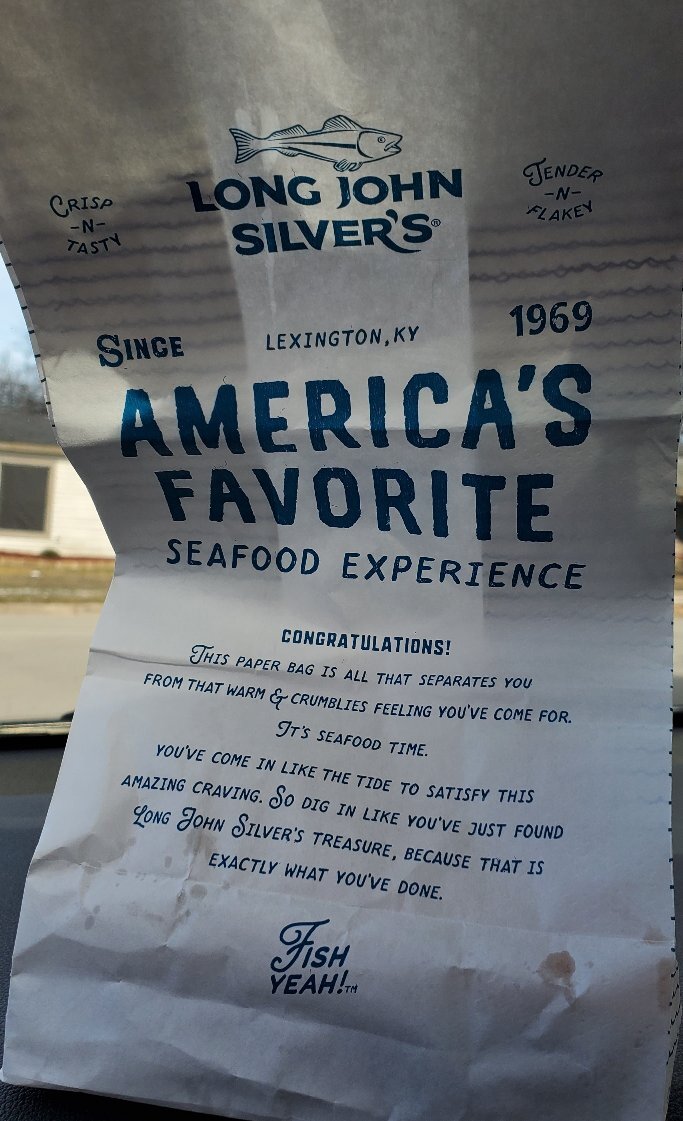 LONG JOHN
SILVER'S®
CRISP
-N-
TASTY
TENDER
-N-
FLAKEY
SINCE LEXINGTON, KY 1969
AMERICA'S
FAVORITE
SEAFOOD EXPERIENCE
CONGRATULATIONS!
THIS PAPER BAG IS ALL THAT SEPARATES YOU
FROM THAT WARM & CRUMBLIES FEELING YOU'VE COME FOR.
IT'S SEAFOOD TIME.
YOU'VE COME IN LIKE THE TIDE TO SATISFY THIS
AMAZING CRAVING. SO DIG IN LIKE YOU'VE JUST FOUND
LONG JOHN SILVER'S TREASURE, BECAUSE THAT IS
EXACTLY WHAT YOU'VE DONE.
FISH
YEAH!™